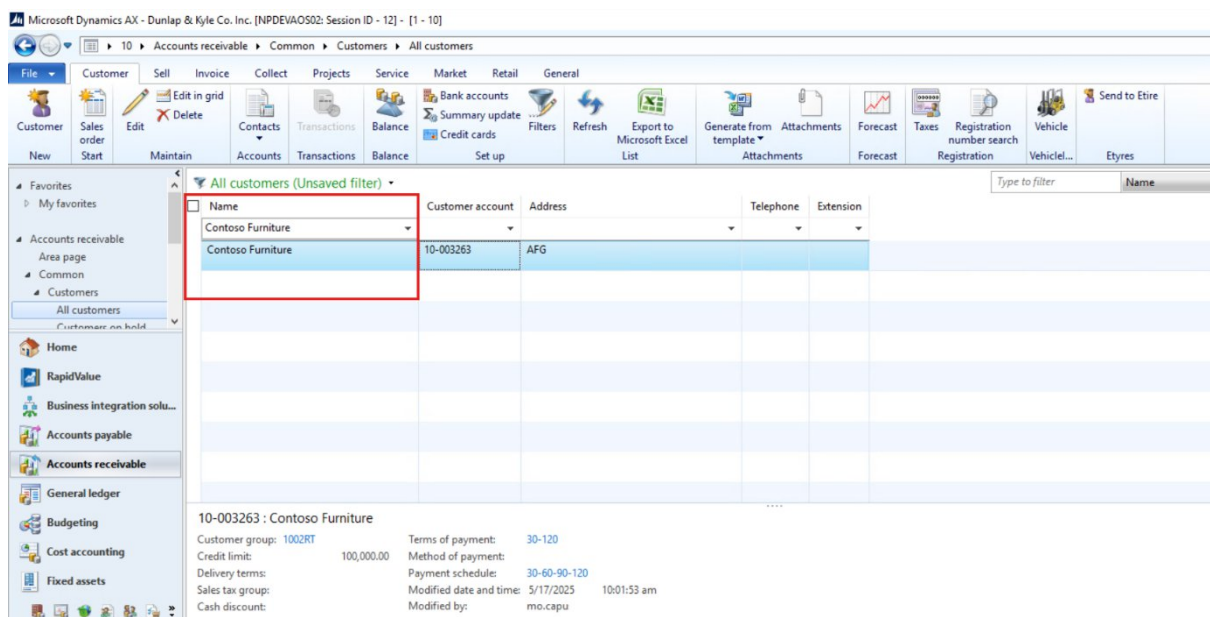 Microsoft Dynamics AX - Dunlap & Kyle Co. Inc. [NPDEVAOS02: Session ID - 12] - [1 - 10]
10 Accounts receivable Common Customers All customers
File Customer Sell Invoice Collect Projects Service Market Retail General
Customer
New
Sales order
Start
Edit
Edit in grid
Delete
Maintain
Contacts
Accounts
Transactions
Transactions
Balance
Balance
Bank accounts
Summary update
Credit cards
Set up
Filters
Refresh
Export to
Microsoft Excel
List
Generate from
template
Attachments
Attachments
Forecast
Forecast
Taxes
Registration
number search
Registration
Vehicle
Vehiclel...
Send to Etire
Etyres
Favorites
My favorites
Accounts receivable
Area page
Common
Customers
All customers
Customers on hold
Home
RapidValue
Business integration solu...
Accounts payable
Accounts receivable
General ledger
Budgeting
Cost accounting
Fixed assets
All customers (Unsaved filter)
Type to filter Name
Name Customer account Address Telephone Extension
Contoso Furniture
Contoso Furniture 10-003263 AFG
10-003263 : Contoso Furniture
Customer group: 1002RT Terms of payment: 30-120
Credit limit: 100,000.00 Method of payment:
Delivery terms: Payment schedule: 30-60-90-120
Sales tax group: Modified date and time: 5/17/2025 10:01:53 am
Cash discount: Modified by: mo.capu